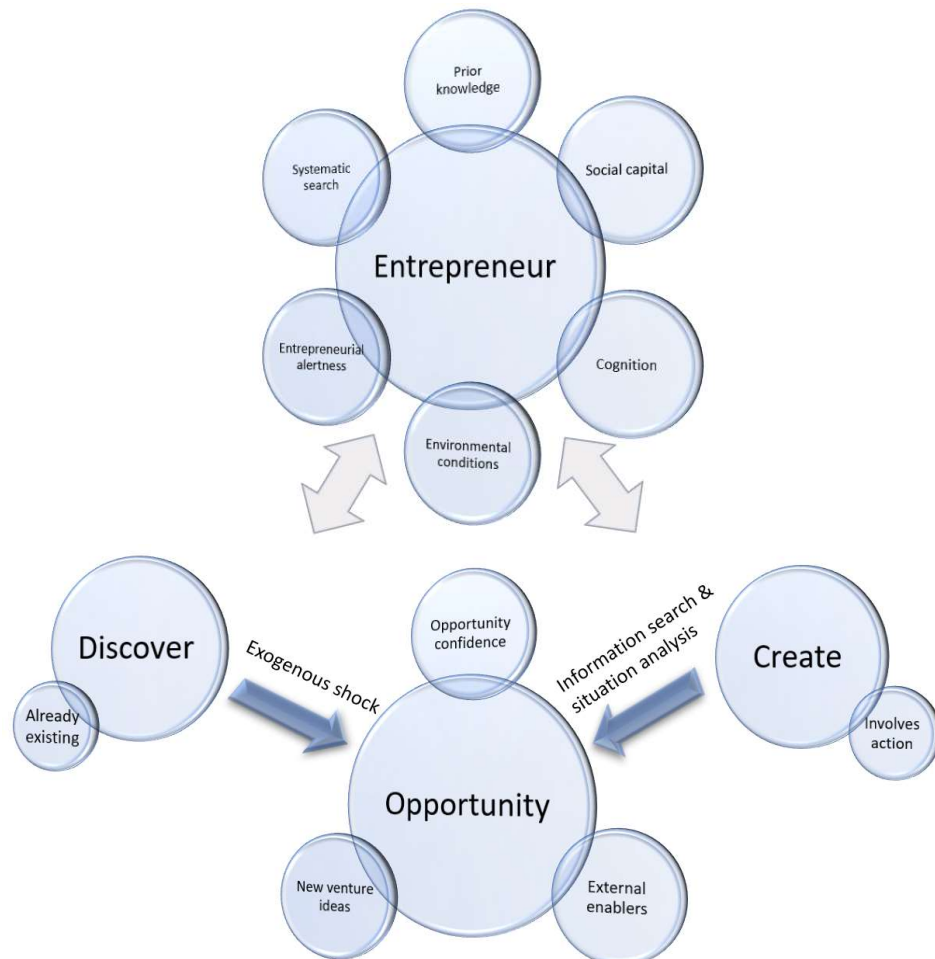 Prior
knowledge
Systematic
search
Social capital
Entrepreneur
Entrepreneurial
alertness
Cognition
Environmental
conditions
Discover
Already
existing
Exogenous shock
Opportunity
confidence
Information search &
situation analysis
Create
Involves
action
Opportunity
New venture
ideas
External
enablers